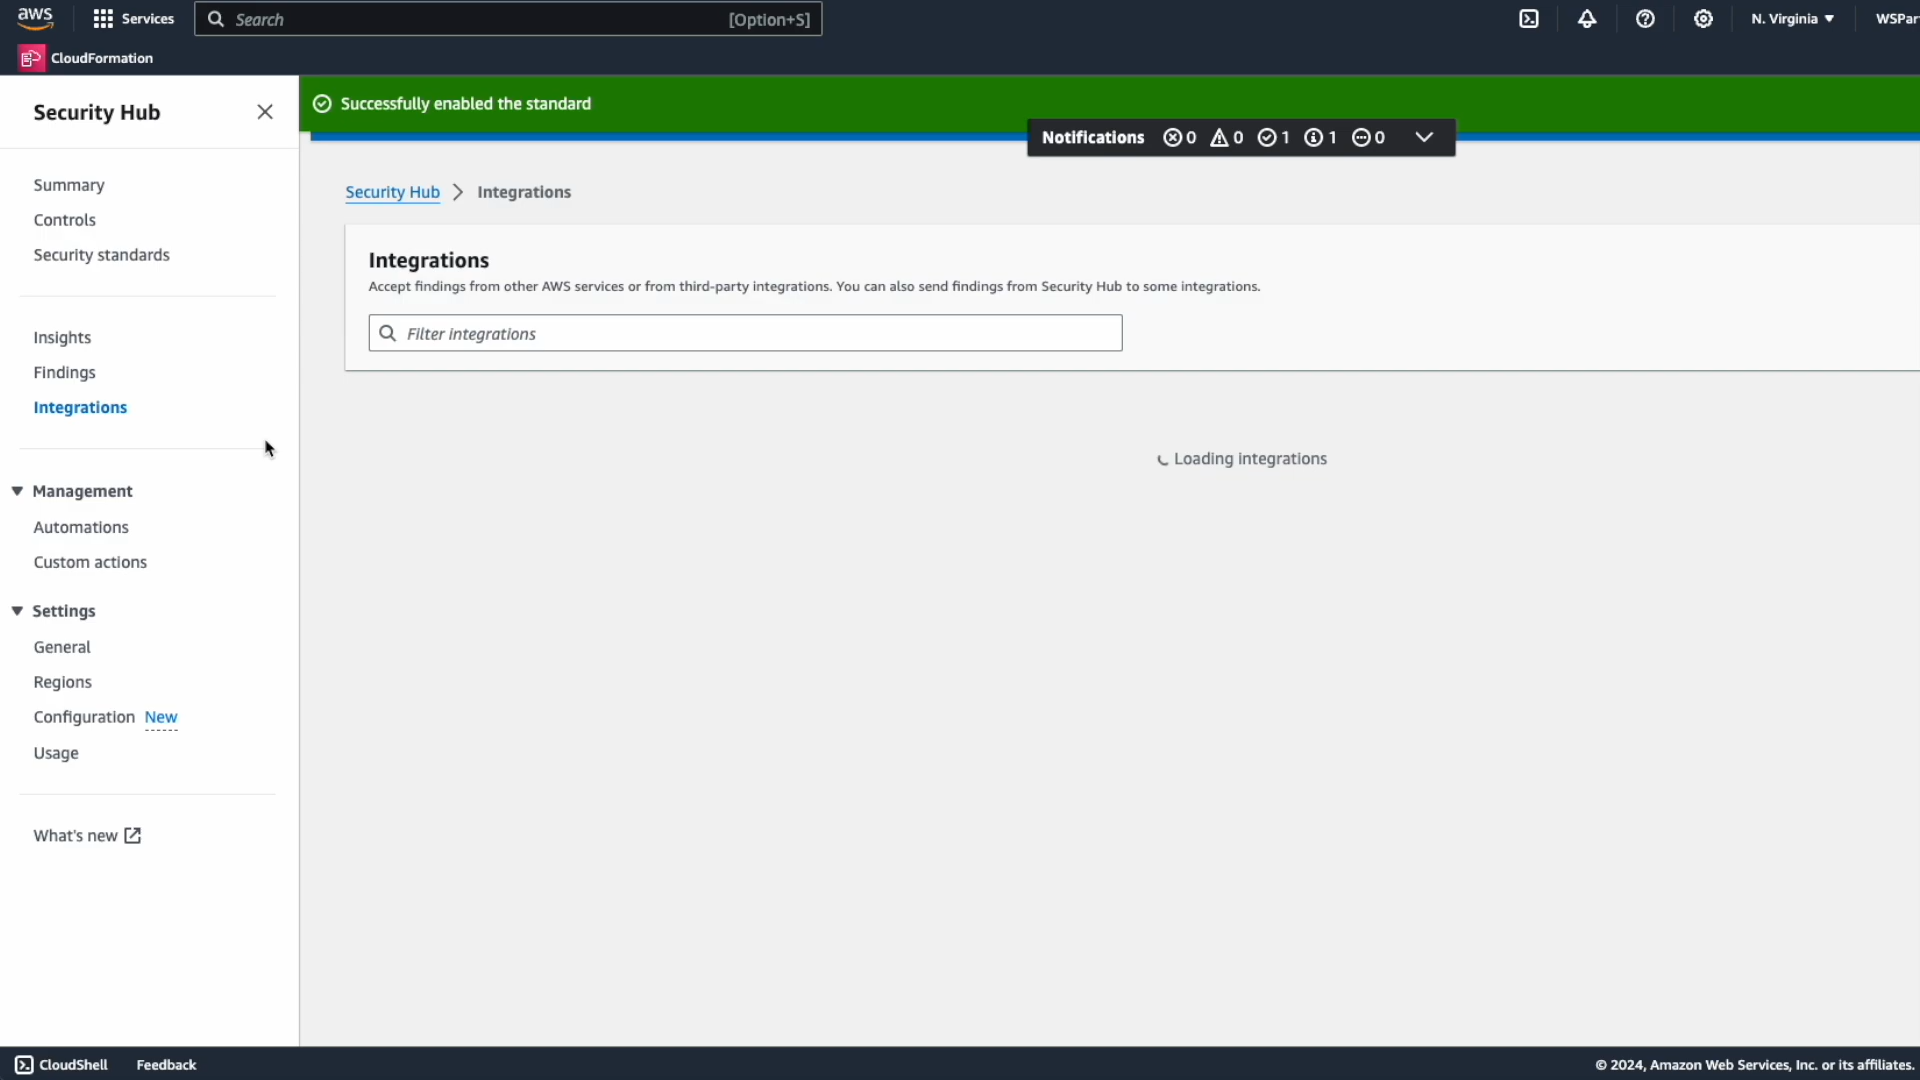 aws
Services
Search
[Option+S]
N. Virginia
WSPar
CloudFormation
Security Hub
Successfully enabled the standard
Notifications 0 0 1 1 0
Summary
Controls
Security standards
Insights
Findings
Integrations
Management
Automations
Custom actions
Settings
General
Regions
Configuration New
Usage
What's new
Security Hub Integrations
Integrations
Accept findings from other AWS services or from third-party integrations. You can also send findings from Security Hub to some integrations.
Filter integrations
Loading integrations
CloudShell
Feedback
© 2024, Amazon Web Services, Inc. or its affiliates.